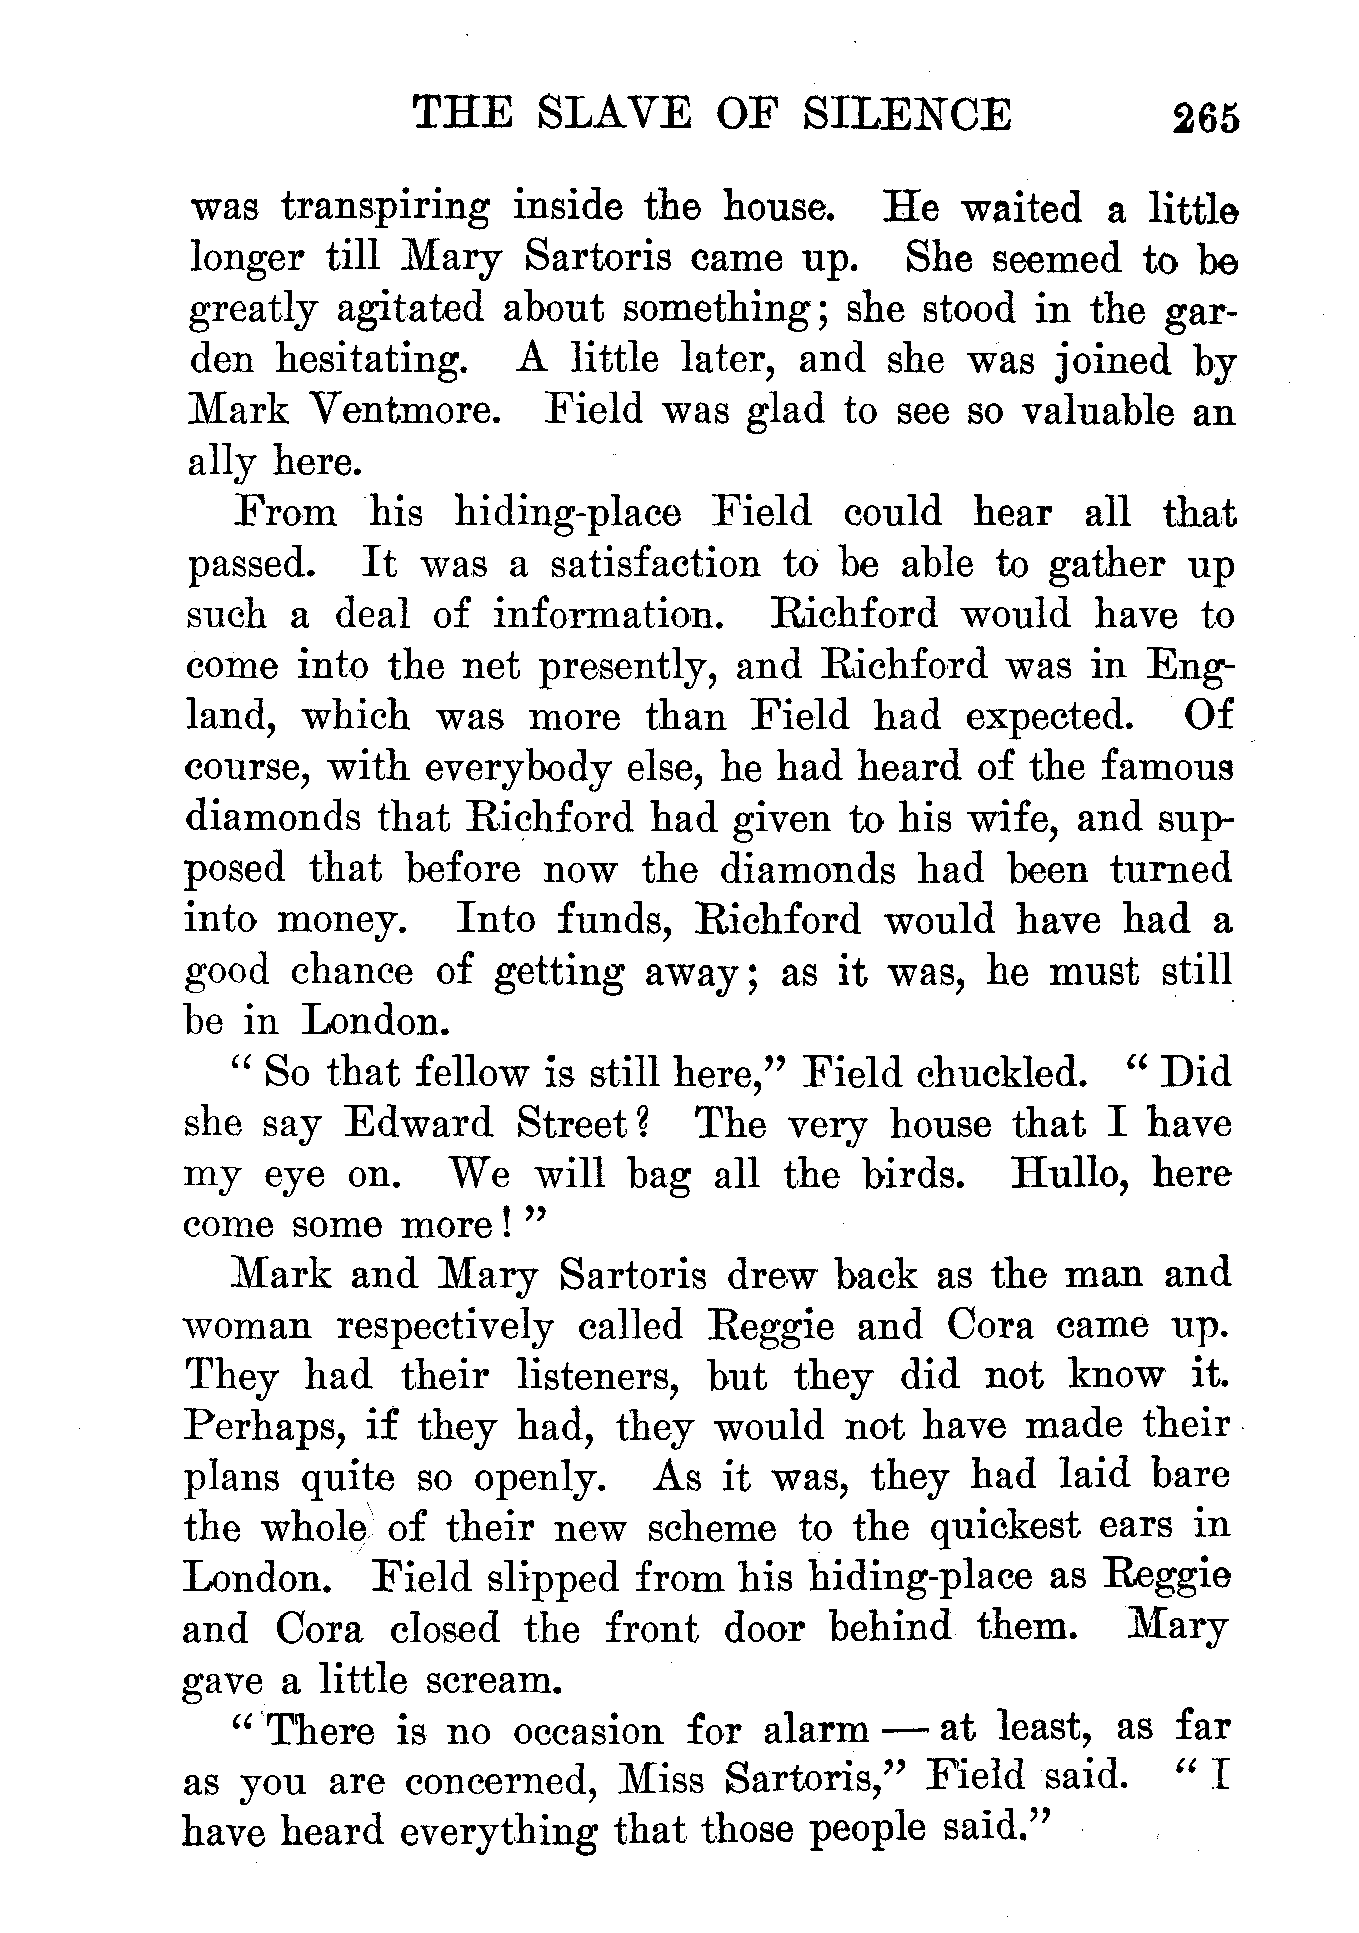 THE SLAVE OF SILENCE 265
was transpiring inside the house. He waited a little
longer till Mary Sartoris came up. She seemed to be
greatly agitated about something; she stood in the gar-
den hesitating. A little later, and she was joined by
Mark Ventmore. Field was glad to see so valuable an
ally here.
From his hiding-place Field could hear all that
passed. It was a satisfaction to be able to gather up
such a deal of information. Richford would have to
come into the net presently, and Richford was in Eng-
land, which was more than Field had expected. Of
course, with everybody else, he had heard of the famous
diamonds that Richford had given to his wife, and sup-
posed that before now the diamonds had been turned
into money. Into funds, Richford would have had a
good chance of getting away; as it was, he must still
be in London.
" So that fellow is still here," Field chuckled. " Did
she say Edward Street? The very house that I have
my eye on. We will bag all the birds. Hullo, here
come some more! "
Mark and Mary Sartoris drew back as the man and
woman respectively called Reggie and Cora came up.
They had their listeners, but they did not know it.
Perhaps, if they had, they would not have made their
plans quite so openly. As it was, they had laid bare
the whole of their new scheme to the quickest ears in
London. Field slipped from his hiding-place as Reggie
and Cora closed the front door behind them. Mary
gave a little scream.
" There is no occasion for alarm — at least, as far
as you are concerned, Miss Sartoris," Field said. " I
have heard everything that those people said."